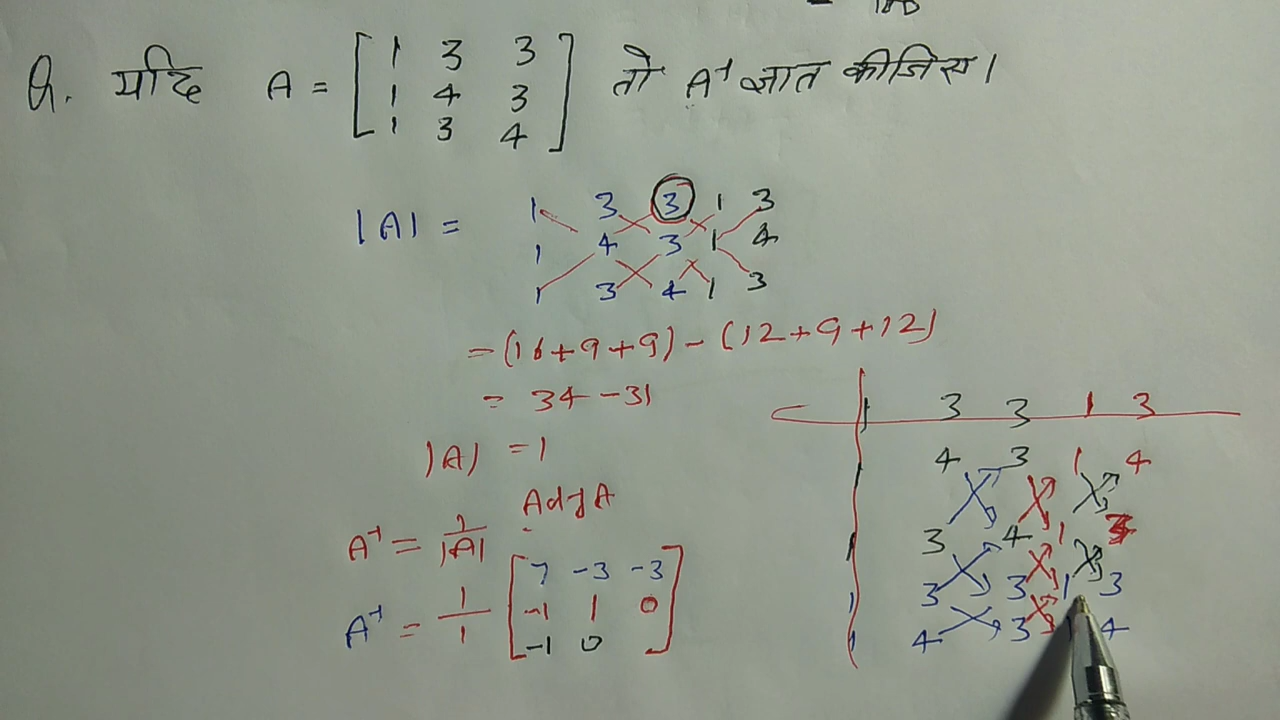 Q. यदि A = [ 1 3 3 तो A⁻¹ ज्ञात कीजिए।
1 4 3
1 3 4 ]
|A| = 1 3 3 1 3
1 4 3 1 4
1 3 4 1 3
= (16+9+9) - (12+9+12)
= 34 - 31
|A| = 1
A⁻¹ = 1/|A| AdjA
A⁻¹ = 1/1 [ 7 -3 -3
-1 1 0
-1 0 ]
1 3 3 1 3
4 3 1 4
1 3 4 1 3
1 3 3 1 3
1 4 3 4